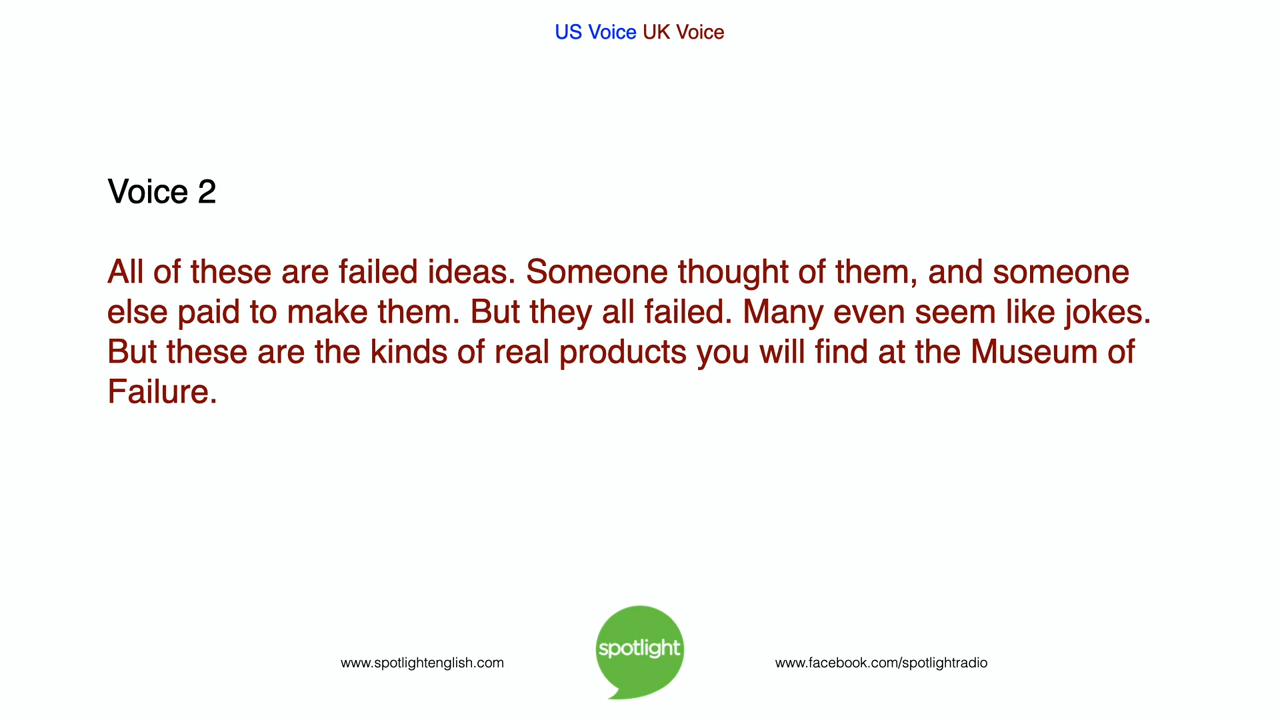 US Voice UK Voice
Voice 2
All of these are failed ideas. Someone thought of them, and someone
else paid to make them. But they all failed. Many even seem like jokes.
But these are the kinds of real products you will find at the Museum of
Failure.
www.spotlightenglish.com
spotlight
www.facebook.com/spotlightradio